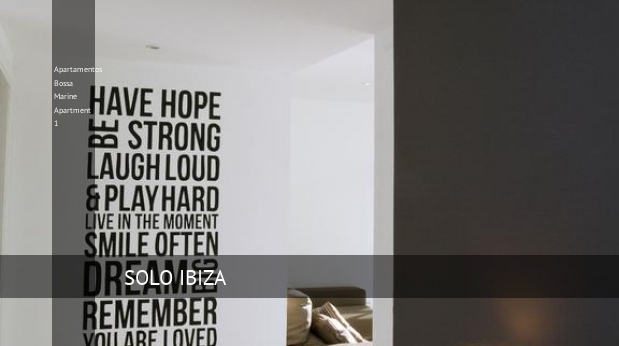 Apartamentos
Bossa
Marine
Apartment
1
HAVE HOPE
BE STRONG
LAUGH LOUD
& PLAY HARD
LIVE IN THE MOMENT
SMILE OFTEN
DREAM
SOLO IBIZA
REMEMBER
YOU ARE LOVED